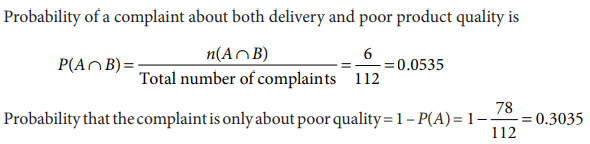 Probability of a complaint about both delivery and poor product quality is
P(A∩B) = n(A∩B) / Total number of complaints = 6/112 = 0.0535
Probability that the complaint is only about poor quality = 1 – P(A) = 1 – 78/112 = 0.3035